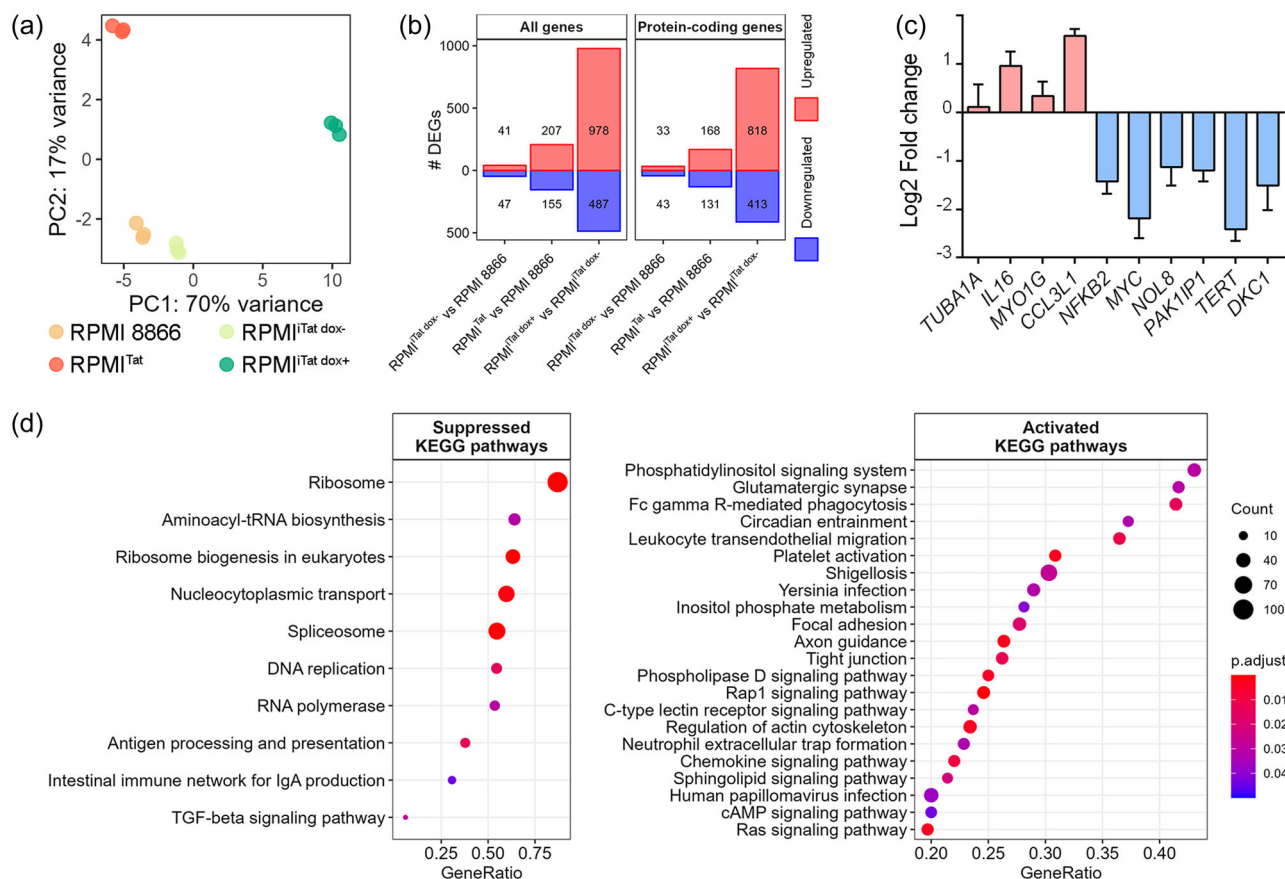 (a)
4
2
0
-2
PC2: 17% variance
-5
0
5
10
PC1: 70% variance
RPMI 8866
RPMI^iTat dox-
RPMI^Tat
RPMI^iTat dox+
(b)
All genes
Protein-coding genes
1000
500
0
500
# DEGs
41
207
978
47
155
487
33
168
818
43
131
413
RPMI^iTat dox- vs RPMI 8866
RPMI^Tat vs RPMI 8866
RPMI^iTat dox+ vs RPMI^iTat dox-
RPMI^iTat dox- vs RPMI 8866
RPMI^Tat vs RPMI 8866
RPMI^iTat dox+ vs RPMI^iTat dox-
Upregulated
Downregulated
(c)
Log2 Fold change
1
0
-1
-2
-3
TUBA1A
IL16
MYO1G
CCL3L1
NFKB2
MYC
NOL8
PAK1IP1
TERT
DKC1
(d)
Suppressed
KEGG pathways
Ribosome
Aminoacyl-tRNA biosynthesis
Ribosome biogenesis in eukaryotes
Nucleocytoplasmic transport
Spliceosome
DNA replication
RNA polymerase
Antigen processing and presentation
Intestinal immune network for IgA production
TGF-beta signaling pathway
0.25
0.50
0.75
GeneRatio
Activated
KEGG pathways
Phosphatidylinositol signaling system
Glutamatergic synapse
Fc gamma R-mediated phagocytosis
Circadian entrainment
Leukocyte transendothelial migration
Platelet activation
Shigellosis
Yersinia infection
Inositol phosphate metabolism
Focal adhesion
Axon guidance
Tight junction
Phospholipase D signaling pathway
Rap1 signaling pathway
C-type lectin receptor signaling pathway
Regulation of actin cytoskeleton
Neutrophil extracellular trap formation
Chemokine signaling pathway
Sphingolipid signaling pathway
Human papillomavirus infection
cAMP signaling pathway
Ras signaling pathway
0.20
0.25
0.30
0.35
0.40
GeneRatio
Count
10
40
70
100
p.adjust
0.01
0.02
0.03
0.04